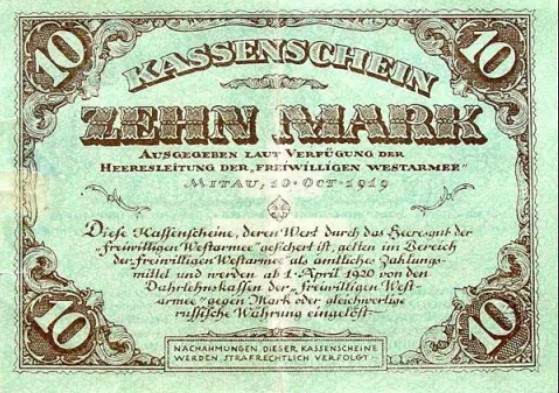 10 10
KASSENSCHEIN
ZEHN MARK
AUSGEGEBEN LAUT VERFÜGUNG DER
HEERESLEITUNG DER „FREIWILLIGEN WESTARMEE"
MITAU, 10·OCT·1919
Diese Kassenscheine, deren Wert durch das Heeresgut der
„freiwilligen Westarmee" gesichert ist, gelten im Bereich
der „freiwilligen Westarmee" als amtliches Zahlungs-
mittel und werden ab 1·April 1920 von den
Darlehnskassen der „freiwilligen West-
armee" gegen Mark oder gleichwertige
russische Währung eingelöst
10 10
NACHAHMUNGEN DIESER KASSENSCHEINE
WERDEN STRAFRECHTLICH VERFOLGT